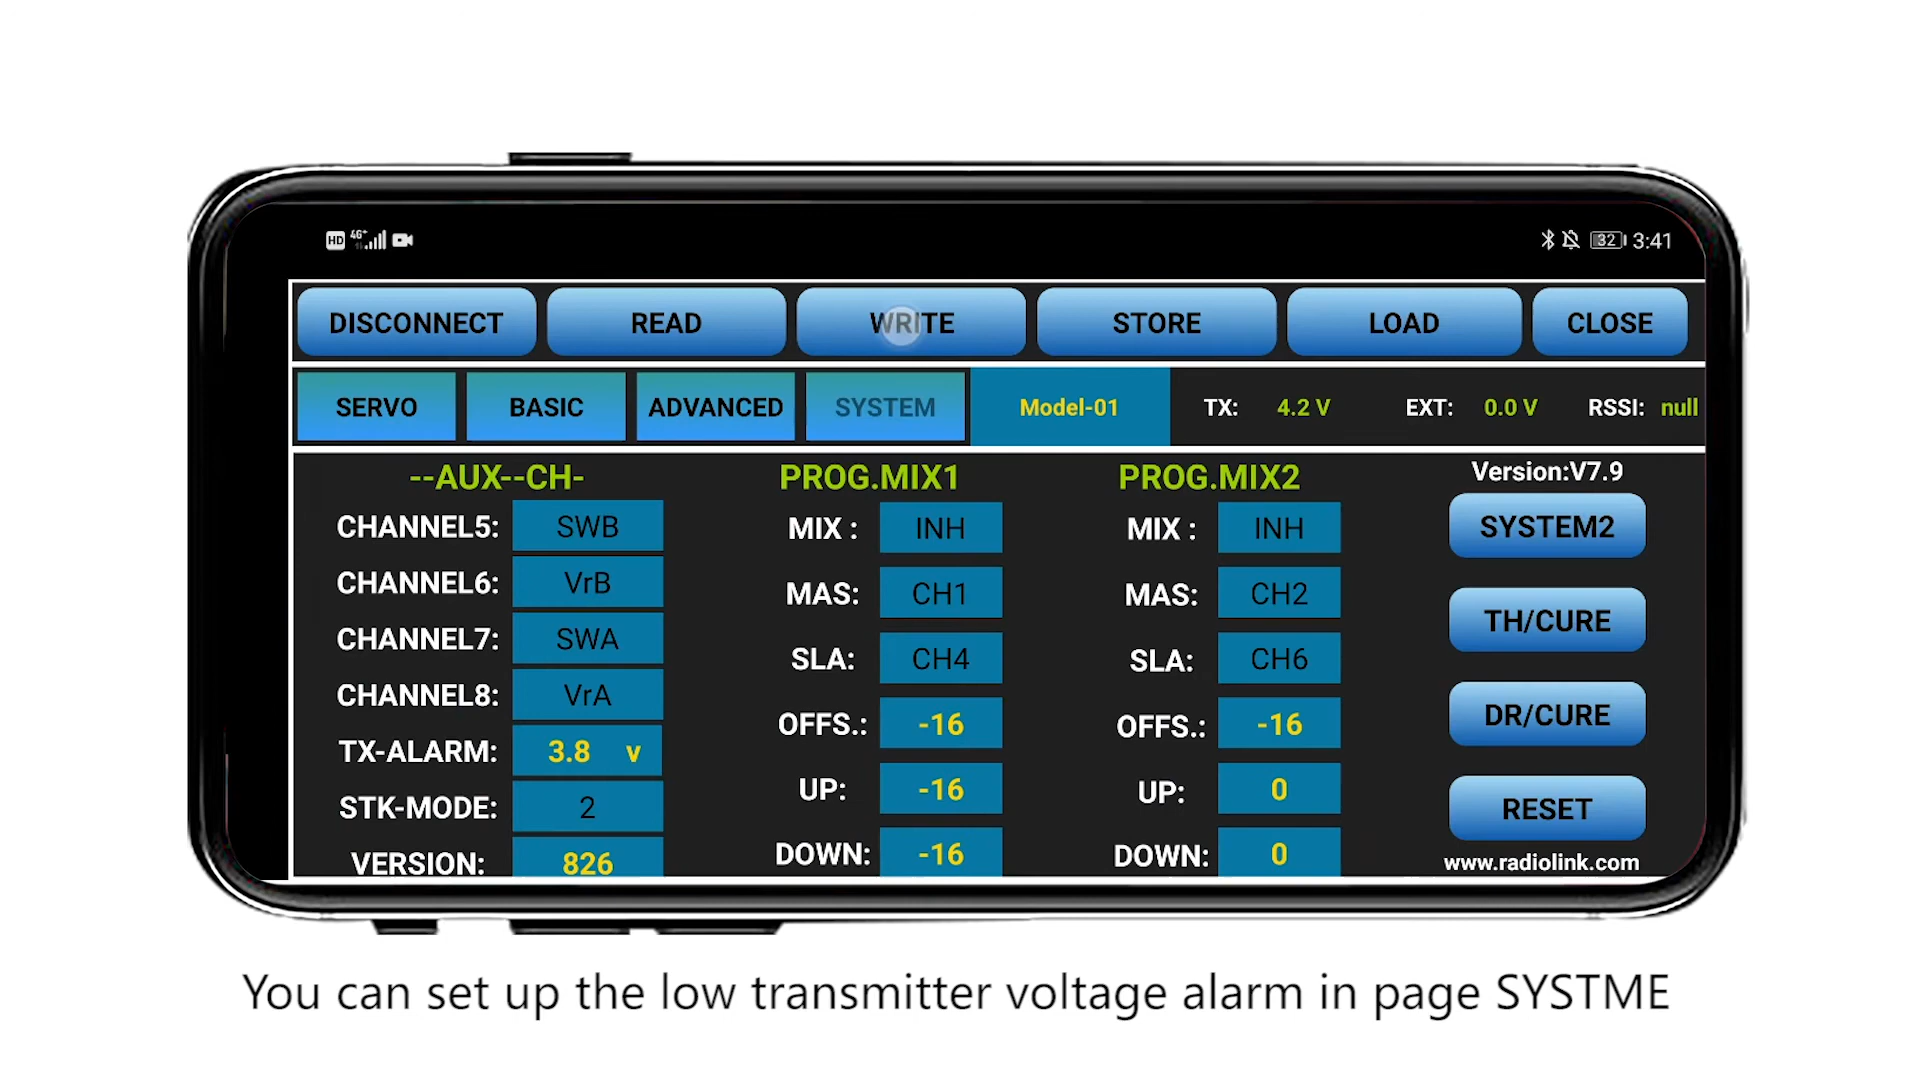 HD 4G+ 32 3:41
DISCONNECT READ WRITE STORE LOAD CLOSE
SERVO BASIC ADVANCED SYSTEM Model-01 TX: 4.2 V EXT: 0.0 V RSSI: null
--AUX--CH- PROG.MIX1 PROG.MIX2 Version:V7.9
CHANNEL5: SWB MIX : INH MIX : INH SYSTEM2
CHANNEL6: VrB MAS: CH1 MAS: CH2 TH/CURE
CHANNEL7: SWA SLA: CH4 SLA: CH6
CHANNEL8: VrA OFFS.: -16 OFFS.: -16 DR/CURE
TX-ALARM: 3.8 v UP: -16 UP: 0
STK-MODE: 2 RESET
VERSION: 826 DOWN: -16 DOWN: 0 www.radiolink.com
You can set up the low transmitter voltage alarm in page SYSTME